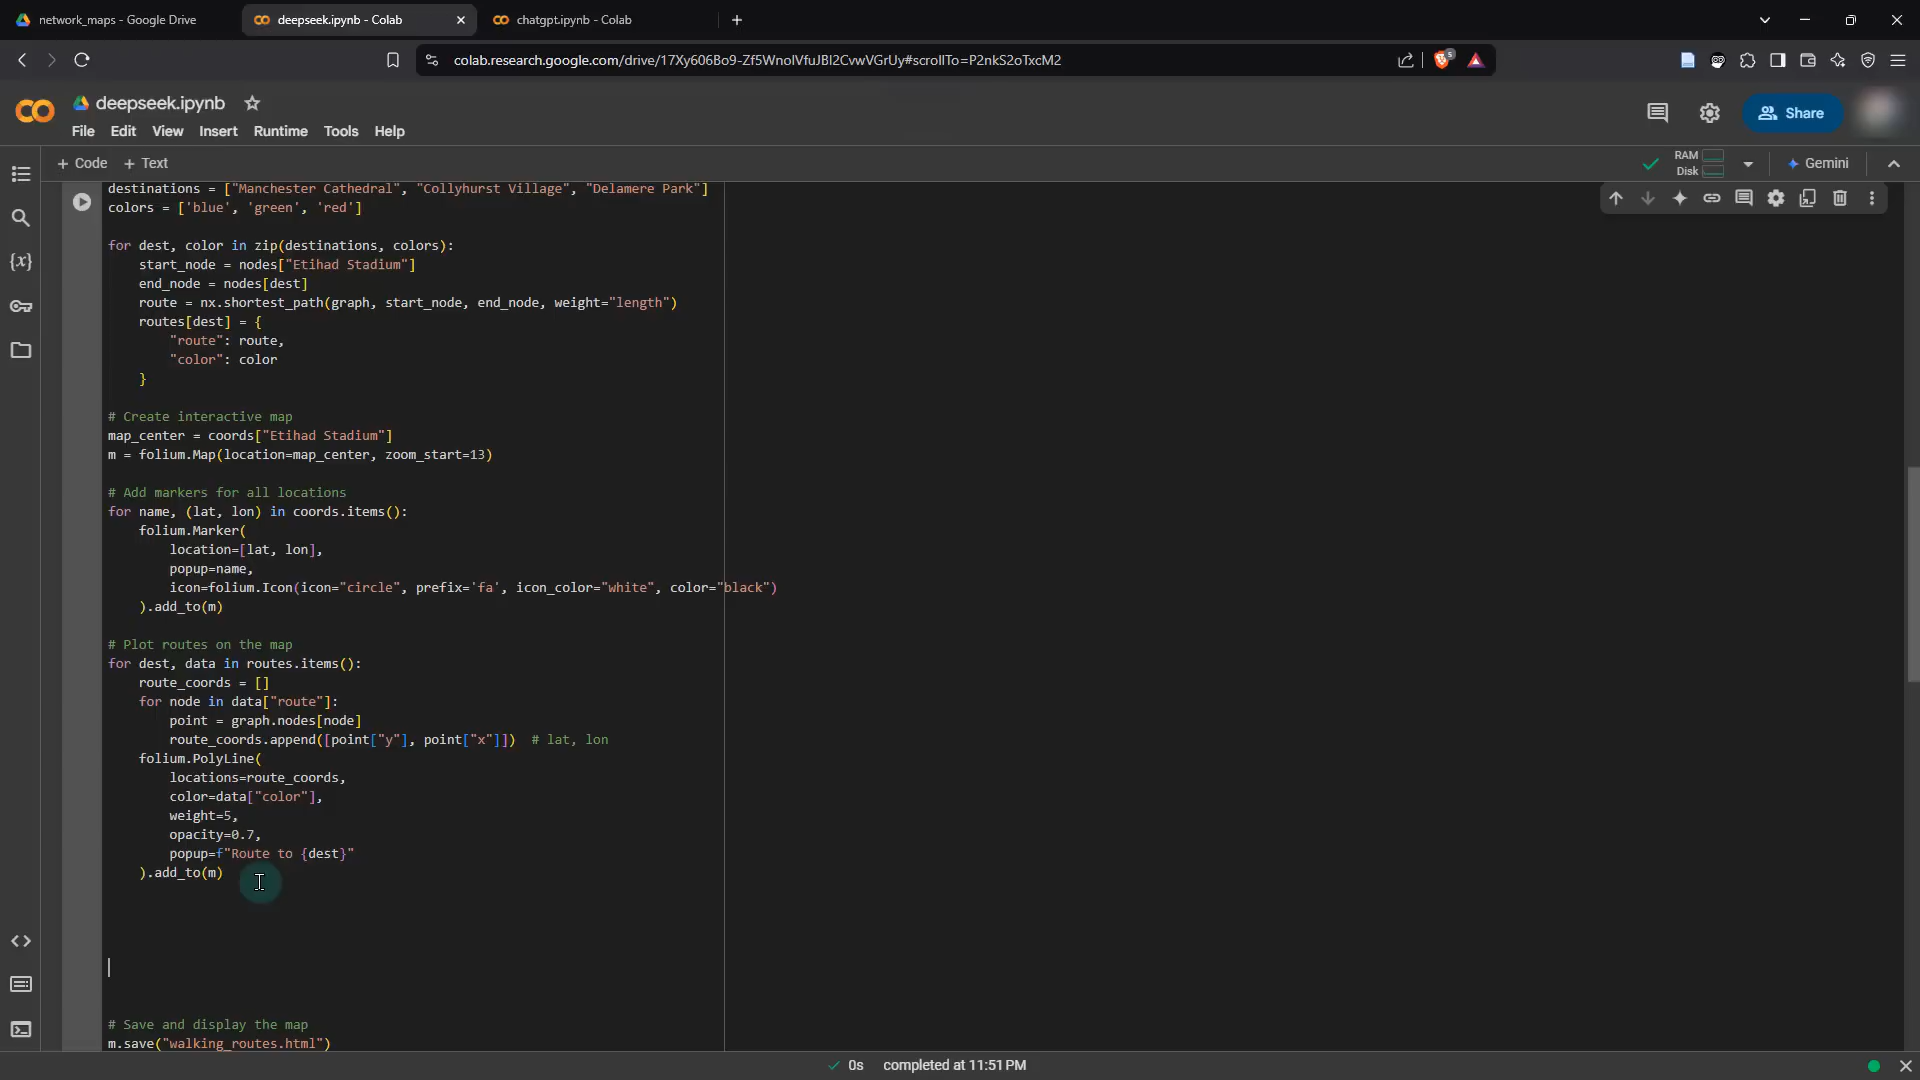 network_maps - Google Drive
deepseek.ipynb - Colab
chatgpt.ipynb - Colab
colab.research.google.com/drive/17Xy606Bo9-Zf5WnoIVfuJBI2CvwVGrUy#scrollTo=P2nkS2oTxcM2
5
deepseek.ipynb
File Edit View Insert Runtime Tools Help
Share
+ Code + Text
RAM
Disk
Gemini
destinations = ["Manchester Cathedral", "Collyhurst Village", "Delamere Park"]
colors = ['blue', 'green', 'red']
for dest, color in zip(destinations, colors):
    start_node = nodes["Etihad Stadium"]
    end_node = nodes[dest]
    route = nx.shortest_path(graph, start_node, end_node, weight="length")
    routes[dest] = {
        "route": route,
        "color": color
    }
# Create interactive map
map_center = coords["Etihad Stadium"]
m = folium.Map(location=map_center, zoom_start=13)
# Add markers for all locations
for name, (lat, lon) in coords.items():
    folium.Marker(
        location=[lat, lon],
        popup=name,
        icon=folium.Icon(icon="circle", prefix='fa', icon_color="white", color="black")
    ).add_to(m)
# Plot routes on the map
for dest, data in routes.items():
    route_coords = []
    for node in data["route"]:
        point = graph.nodes[node]
        route_coords.append([point["y"], point["x"]])  # lat, lon
    folium.PolyLine(
        locations=route_coords,
        color=data["color"],
        weight=5,
        opacity=0.7,
        popup=f"Route to {dest}"
    ).add_to(m)
# Save and display the map
m.save("walking_routes.html")
0s completed at 11:51 PM